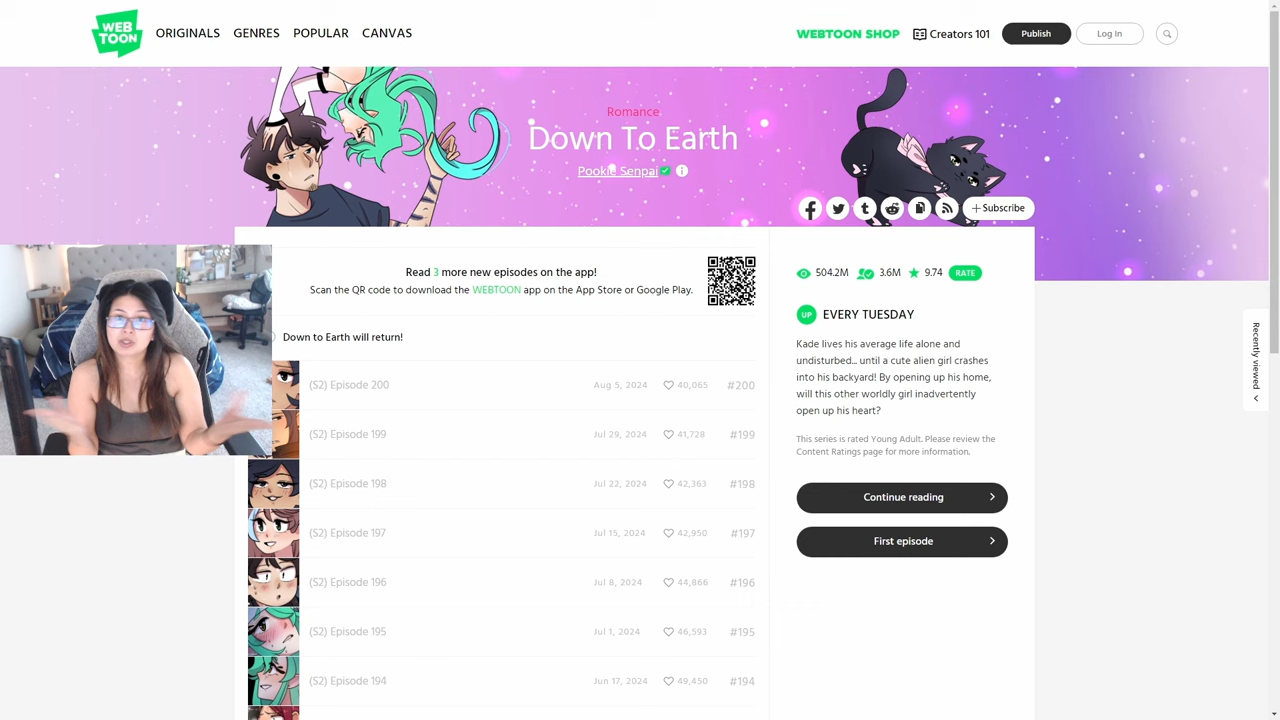 WEB
TOON
ORIGINALS
GENRES
POPULAR
CANVAS
WEBTOON SHOP
Creators 101
Publish
Log In
Romance
Down To Earth
Pookie Senpai
Subscribe
Read 3 more new episodes on the app!
Scan the QR code to download the WEBTOON app on the App Store or Google Play.
Down to Earth will return!
(S2) Episode 200 Aug 5, 2024 40,065 #200
(S2) Episode 199 Jul 29, 2024 41,728 #199
(S2) Episode 198 Jul 22, 2024 42,363 #198
(S2) Episode 197 Jul 15, 2024 42,950 #197
(S2) Episode 196 Jul 8, 2024 44,866 #196
(S2) Episode 195 Jul 1, 2024 46,593 #195
(S2) Episode 194 Jun 17, 2024 49,450 #194
504.2M 3.6M 9.74 RATE
UP EVERY TUESDAY
Kade lives his average life alone and
undisturbed... until a cute alien girl crashes
into his backyard! By opening up his home,
will this other worldly girl inadvertently
open up his heart?
This series is rated Young Adult. Please review the
Content Ratings page for more information.
Continue reading
First episode
Recently viewed